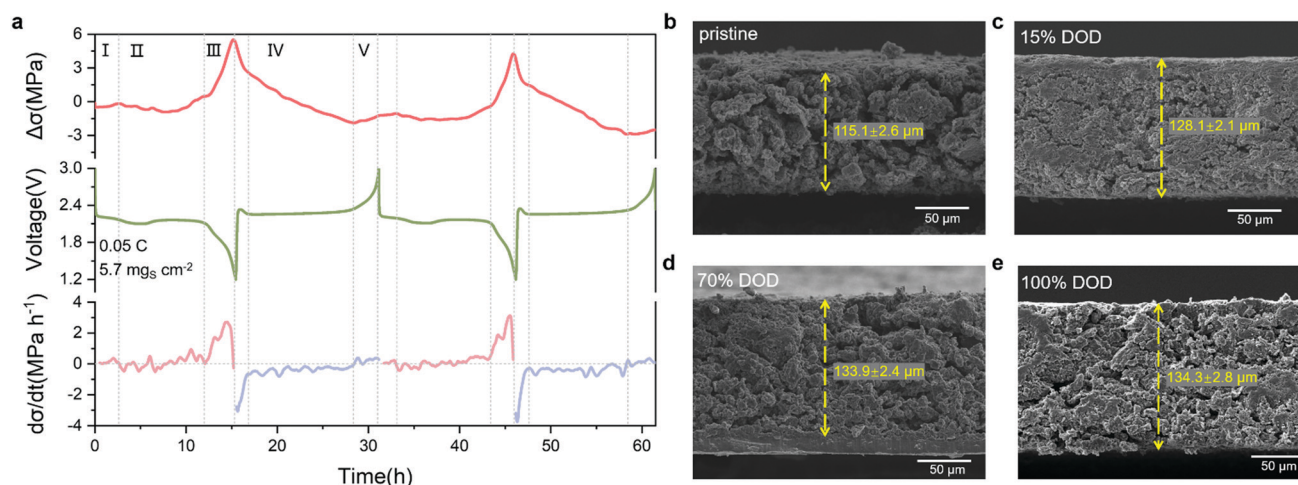 a
6
3
0
-3
Δσ(MPa)
I
II
III
IV
V
3.0
2.4
1.8
1.2
Voltage(V)
0.05 C
5.7 mgₛ cm⁻²
4
2
0
-2
-4
dσ/dt(MPa h⁻¹)
0 10 20 30 40 50 60
Time(h)
b
pristine
115.1±2.6 μm
50 μm
c
15% DOD
128.1±2.1 μm
50 μm
d
70% DOD
133.9±2.4 μm
50 μm
e
100% DOD
134.3±2.8 μm
50 μm